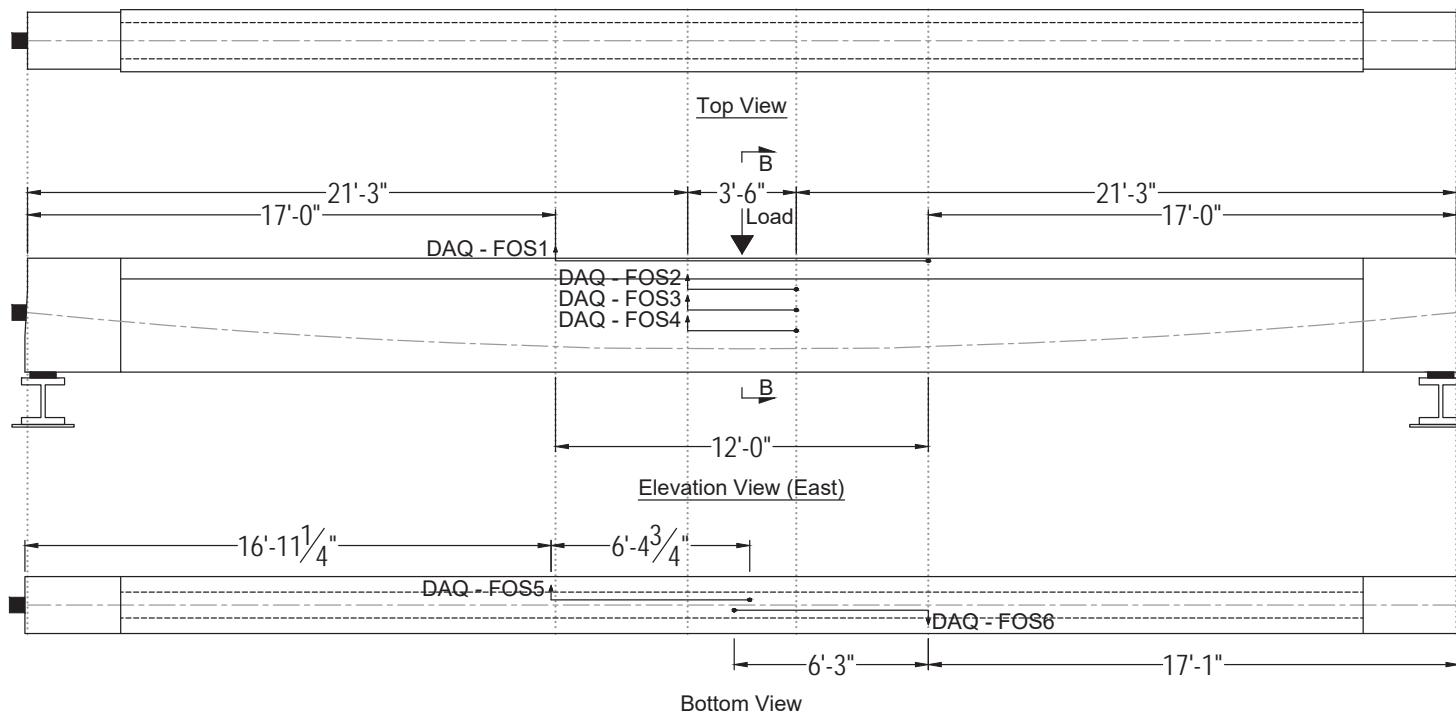 Top View
B
21'-3" 3'-6" 21'-3"
17'-0" Load 17'-0"
DAQ - FOS1
DAQ - FOS2
DAQ - FOS3
DAQ - FOS4
B
12'-0"
Elevation View (East)
16'-11 1/4" 6'-4 3/4"
DAQ - FOS5
DAQ - FOS6
6'-3" 17'-1"
Bottom View